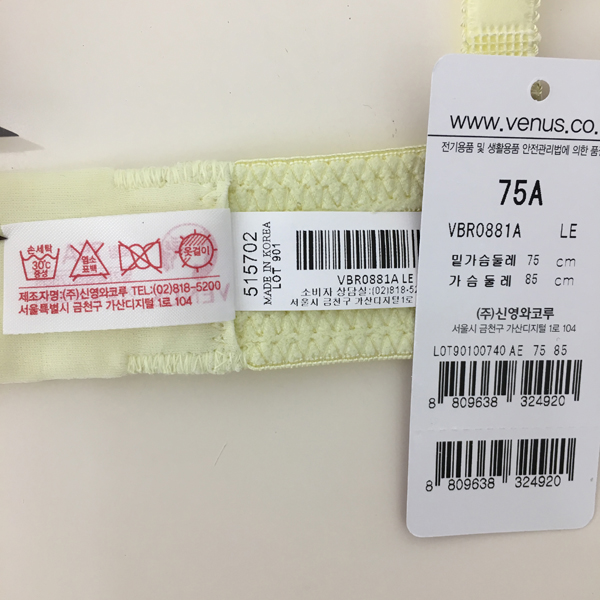 손세탁
30℃
중성
염소
표백
옷걸이
제조자명:(주)신영와코루 TEL:(02)818-5200
서울특별시 금천구 가산디지털 1로 104
515702
MADE IN KOREA
LOT 901
VBR0881A LE
소비자 상담실:(02)818-52
서울시 금천구 가산디지털1로
www.venus.co.
전기용품 및 생활용품 안전관리법에 의한 품
75A
VBR0881A LE
밑가슴둘레 75 cm
가슴둘레 85 cm
(주)신영와코루
서울시 금천구 가산디지털 1로 104
LOT90100740 AE 75 85
8 809638 324920
8 809638 324920